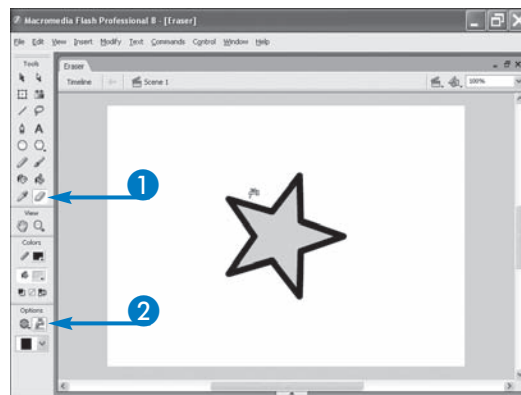 Macromedia Flash Professional 8 - [Eraser]
File Edit View Insert Modify Text Commands Control Window Help
Tools
Eraser
Timeline
Scene 1
100%
A
1
View
Colors
Options
2